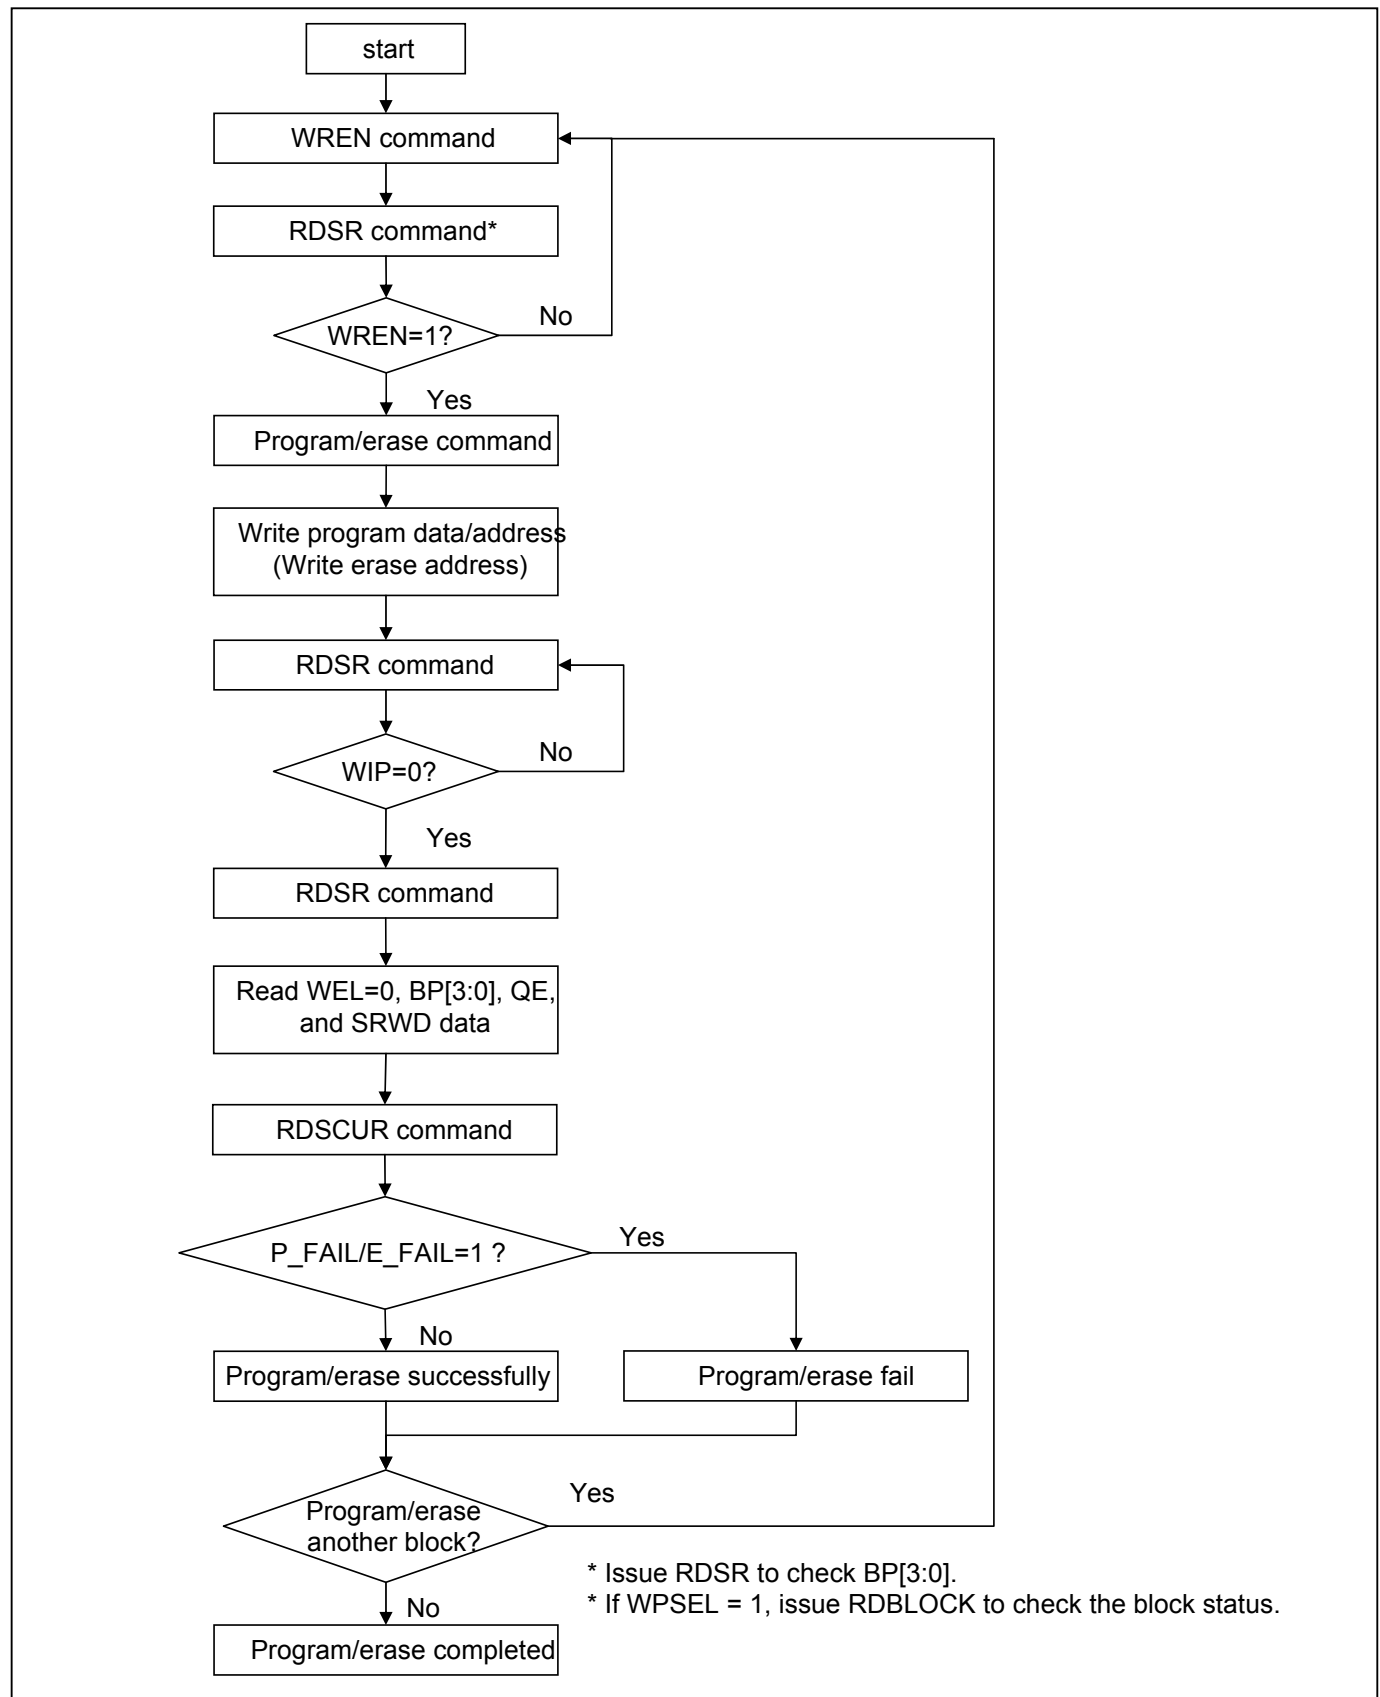 start
WREN command
RDSR command*
WREN=1?
No
Yes
Program/erase command
Write program data/address
(Write erase address)
RDSR command
WIP=0?
No
Yes
RDSR command
Read WEL=0, BP[3:0], QE,
and SRWD data
RDSCUR command
P_FAIL/E_FAIL=1 ?
Yes
No
Program/erase successfully
Program/erase fail
Program/erase
another block?
Yes
* Issue RDSR to check BP[3:0].
* If WPSEL = 1, issue RDBLOCK to check the block status.
No
Program/erase completed